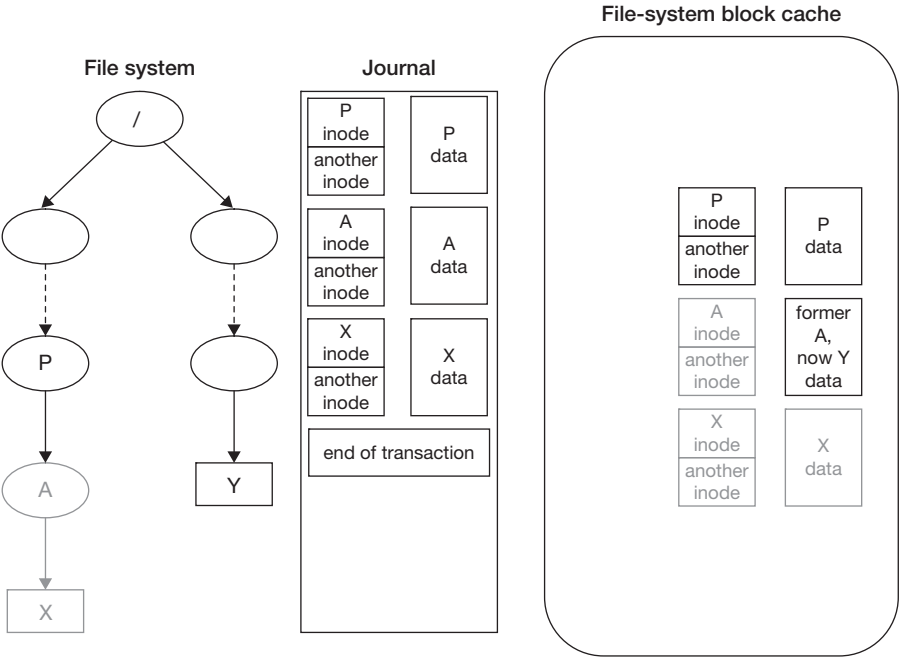 File system
/
P
A
X
Y
Journal
P
inode
another
inode
P
data
A
inode
another
inode
A
data
X
inode
another
inode
X
data
end of transaction
File-system block cache
P
inode
another
inode
P
data
A
inode
another
inode
former
A,
now Y
data
X
inode
another
inode
X
data